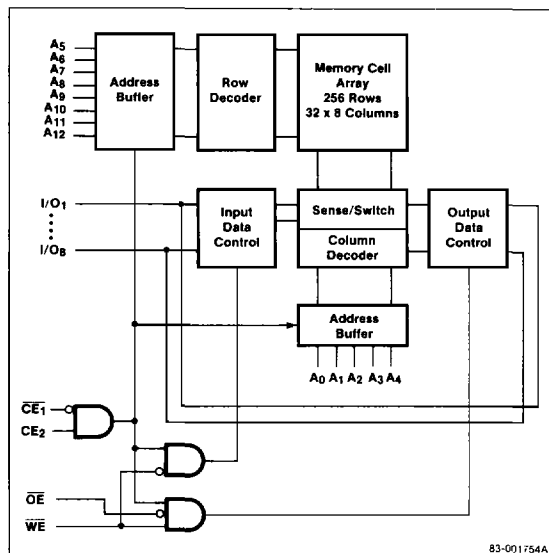 A5
A6
A7
A8
A9
A10
A11
A12
Address
Buffer
Row
Decoder
Memory Cell
Array
256 Rows
32 x 8 Columns
I/O1
I/O8
Input
Data
Control
Sense/Switch
Column
Decoder
Output
Data
Control
Address
Buffer
A0 A1 A2 A3 A4
CE1
CE2
OE
WE
83-001754A